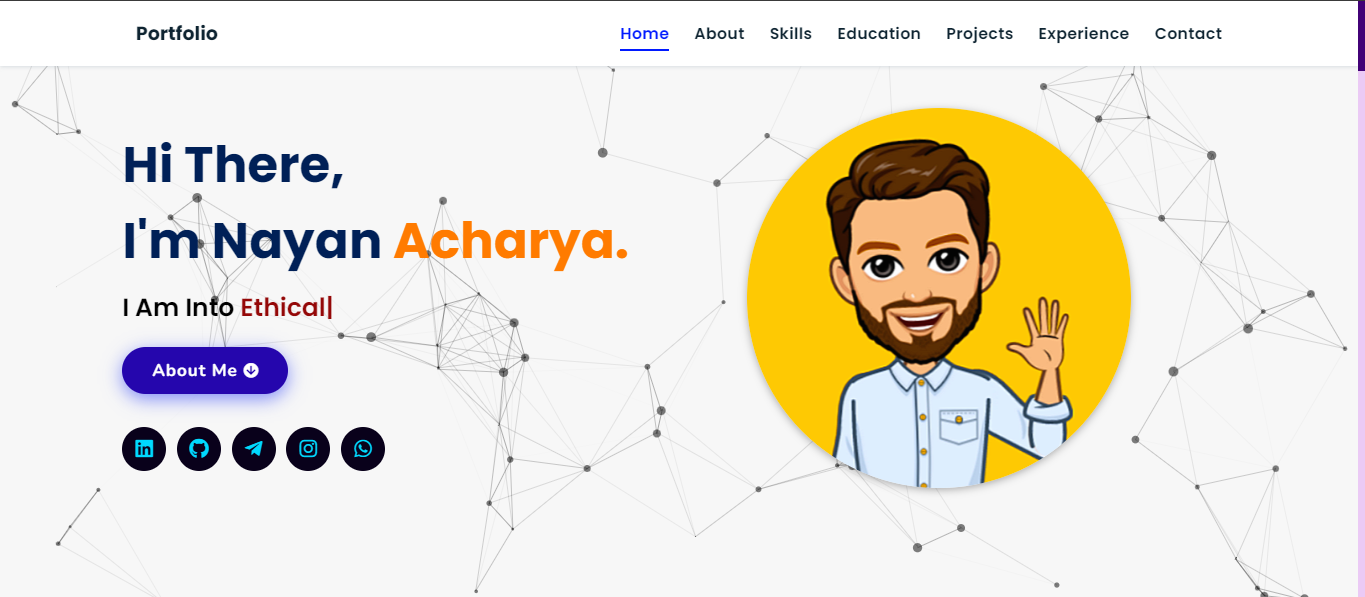 Portfolio
Home About Skills Education Projects Experience Contact
Hi There,
I'm Nayan Acharya.
I Am Into Ethical|
About Me